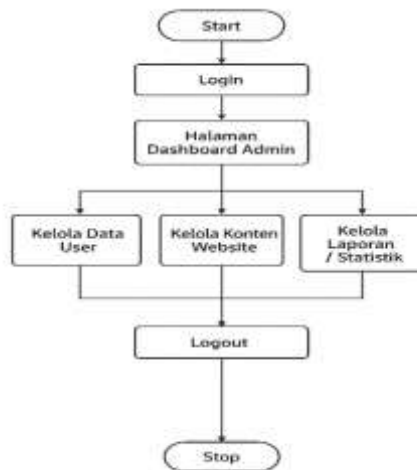 Start
Login
Halaman
Dashboard Admin
Kelola Data
User
Kelola Konten
Website
Kelola
Laporan
/ Statistik
Logout
Stop